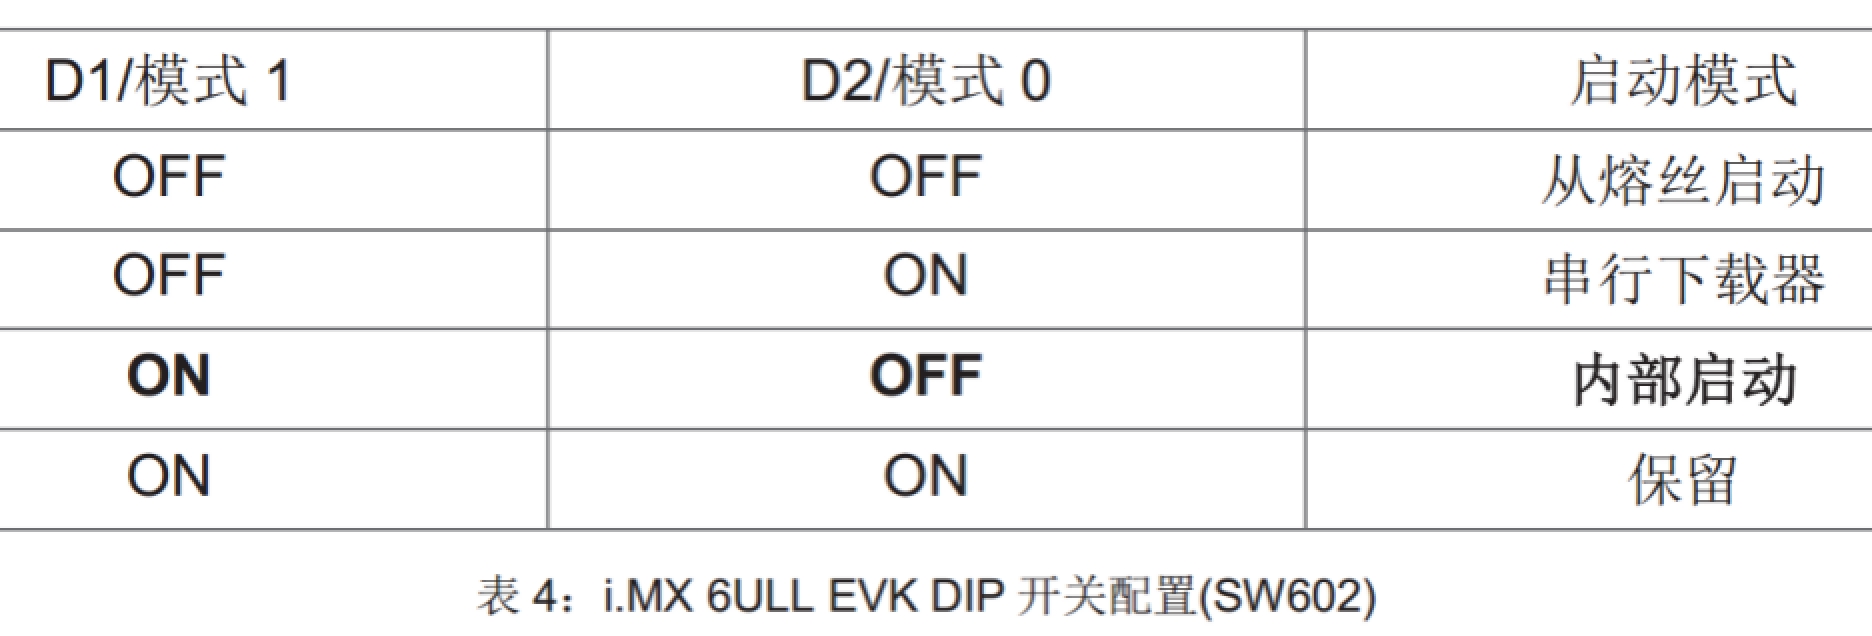 D1/模式 1 D2/模式 0 启动模式
OFF OFF 从熔丝启动
OFF ON 串行下载器
ON OFF 内部启动
ON ON 保留
表 4：i.MX 6ULL EVK DIP 开关配置(SW602)